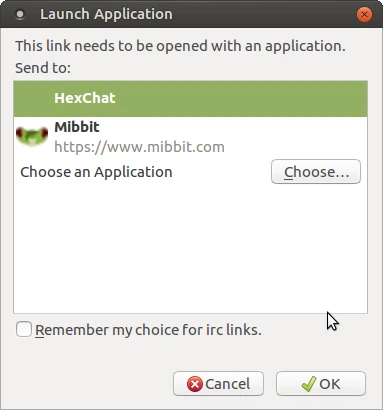 Launch Application
This link needs to be opened with an application.
Send to:
HexChat
Mibbit
https://www.mibbit.com
Choose an Application
Choose...
Remember my choice for irc links.
Cancel
OK